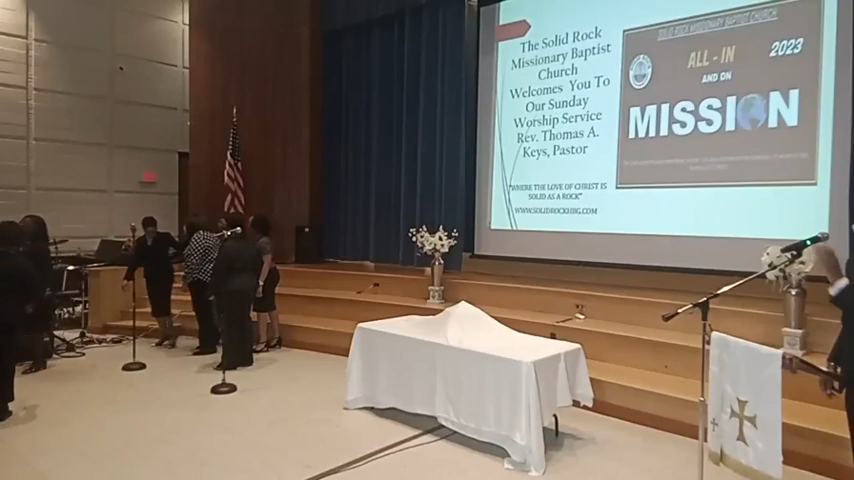 The Solid Rock
Missionary Baptist
Church
Welcomes You To
Our Sunday
Worship Service
Rev. Thomas A.
Keys, Pastor
"WHERE THE LOVE OF CHRIST IS
SOLID AS A ROCK"
WWW.SOLIDROCKHBG.COM
SOLID ROCK MISSIONARY BAPTIST CHURCH
ALL - IN
2023
AND ON
MISSION